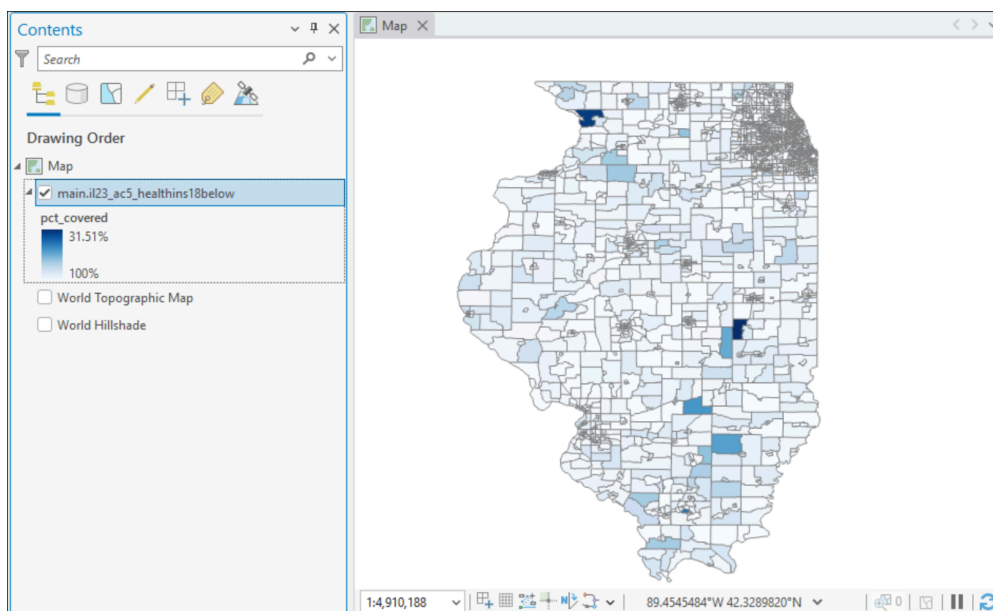 Contents
Search
Drawing Order
Map
main.il23_ac5_healthins18below
pct_covered
31.51%
100%
World Topographic Map
World Hillshade
Map
1:4,910,188
89.4545484°W 42.3289820°N
0